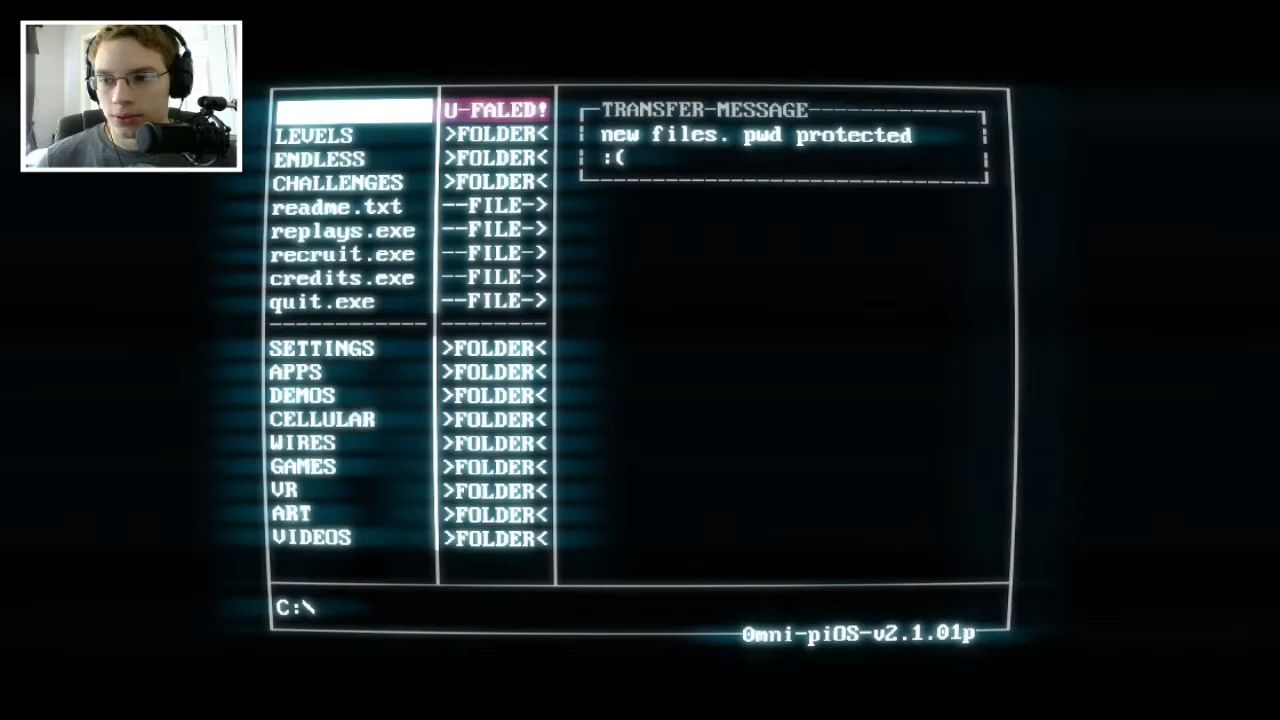 U-FALED!
LEVELS >FOLDER<
ENDLESS >FOLDER<
CHALLENGES >FOLDER<
readme.txt --FILE->
replays.exe --FILE->
recruit.exe --FILE->
credits.exe --FILE->
quit.exe --FILE->
SETTINGS >FOLDER<
APPS >FOLDER<
DEMOS >FOLDER<
CELLULAR >FOLDER<
WIRES >FOLDER<
GAMES >FOLDER<
VR >FOLDER<
ART >FOLDER<
VIDEOS >FOLDER<
TRANSFER-MESSAGE
new files. pwd protected
:(
C:\
0mni-piOS-v2.1.01p